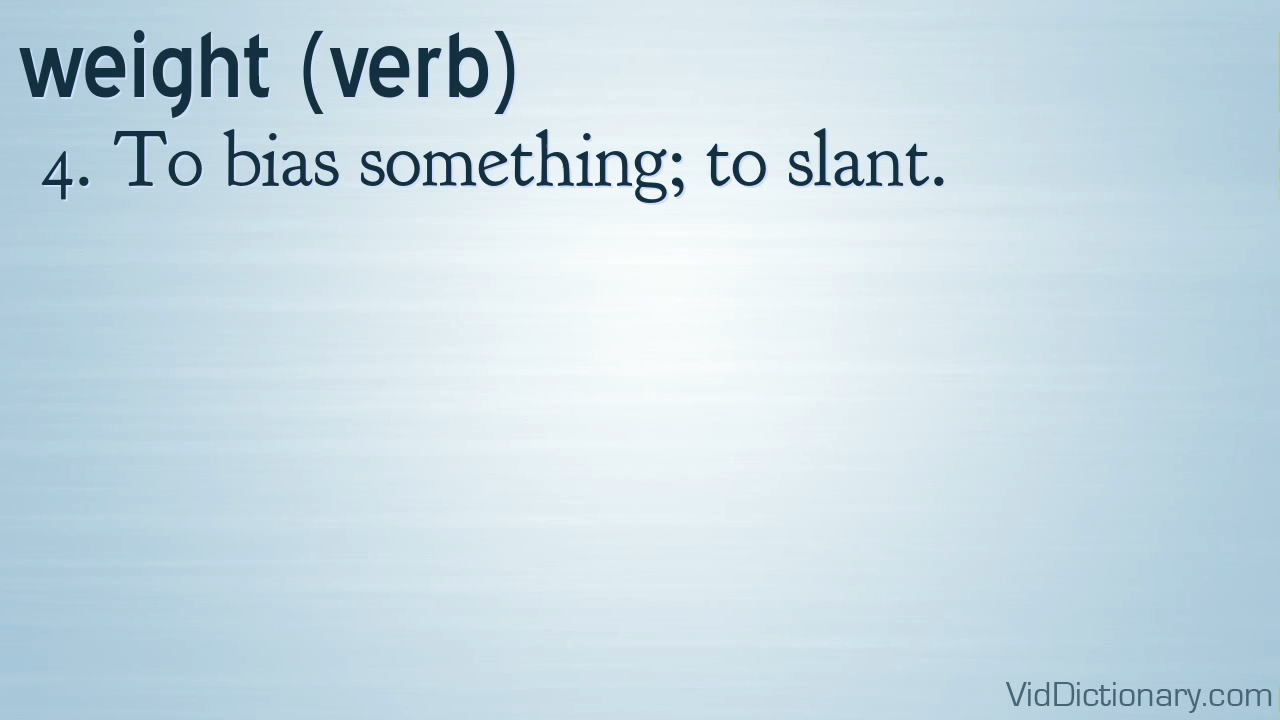 weight (verb)
4. To bias something; to slant.
VidDictionary.com